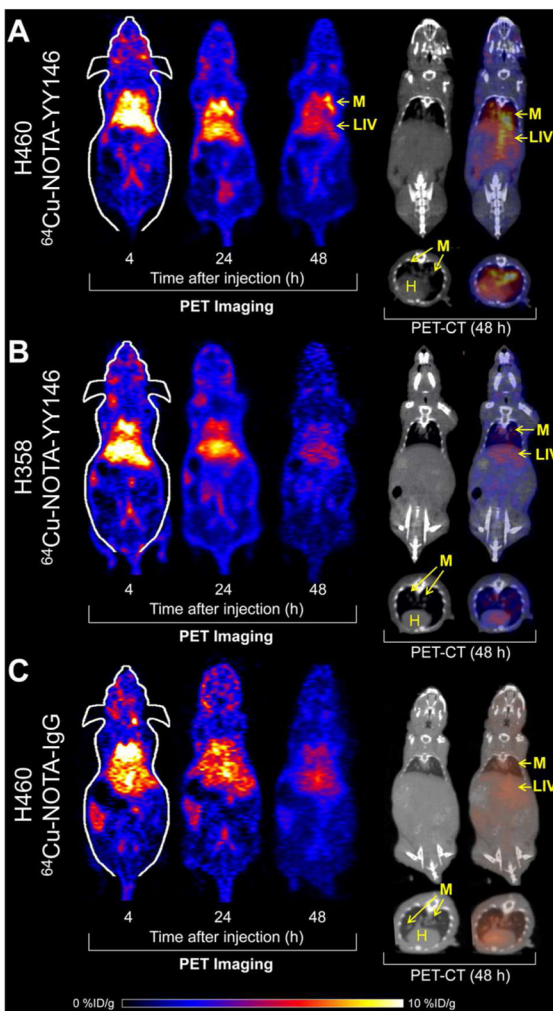 A
H460
⁶⁴Cu-NOTA-YY146
M
LIV
M
LIV
4
24
48
Time after injection (h)
PET Imaging
M
H
PET-CT (48 h)
B
H358
⁶⁴Cu-NOTA-YY146
M
LIV
4
24
48
Time after injection (h)
PET Imaging
M
H
PET-CT (48 h)
C
H460
⁶⁴Cu-NOTA-IgG
M
LIV
4
24
48
Time after injection (h)
PET Imaging
M
H
PET-CT (48 h)
0 %ID/g
10 %ID/g